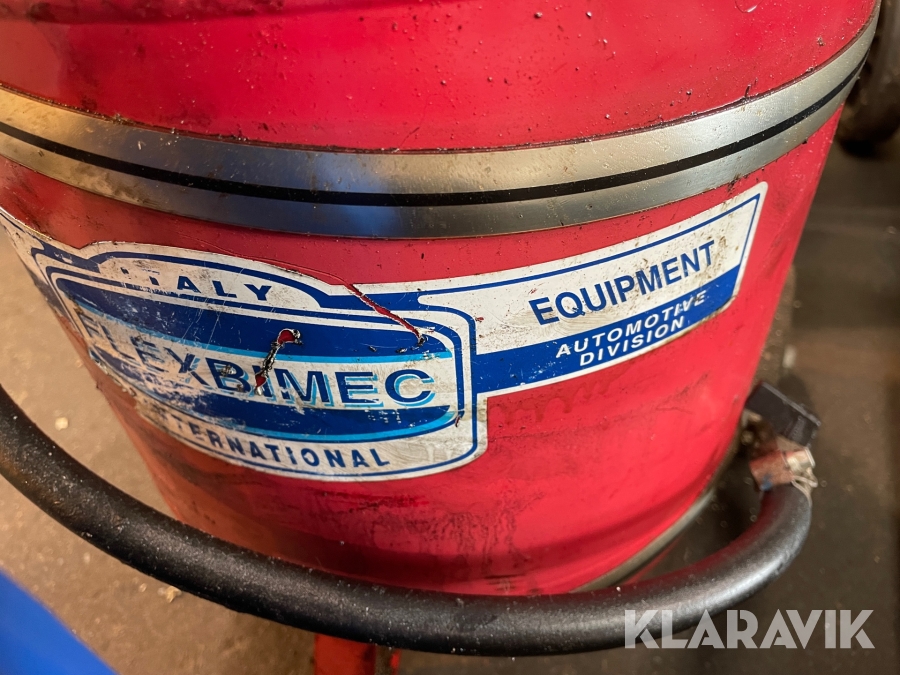 ITALY
FLEXBIMEC
INTERNATIONAL
EQUIPMENT
AUTOMOTIVE
DIVISION
KLARAVIK